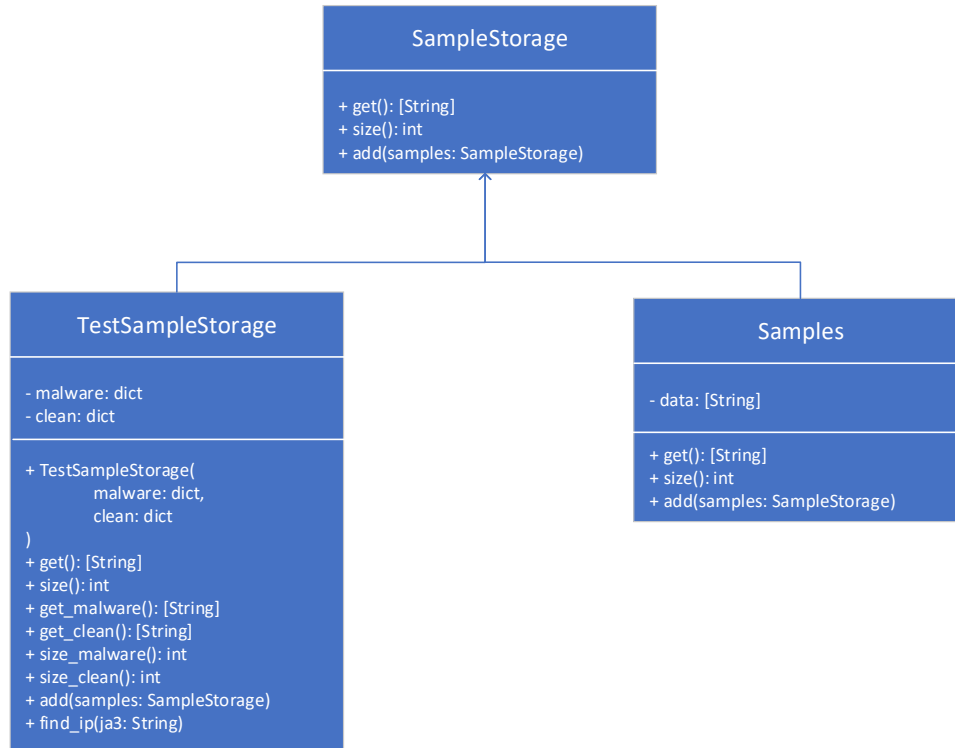 SampleStorage
+ get(): [String]
+ size(): int
+ add(samples: SampleStorage)
TestSampleStorage
- malware: dict
- clean: dict
+ TestSampleStorage(
malware: dict,
clean: dict
)
+ get(): [String]
+ size(): int
+ get_malware(): [String]
+ get_clean(): [String]
+ size_malware(): int
+ size_clean(): int
+ add(samples: SampleStorage)
+ find_ip(ja3: String)
Samples
- data: [String]
+ get(): [String]
+ size(): int
+ add(samples: SampleStorage)